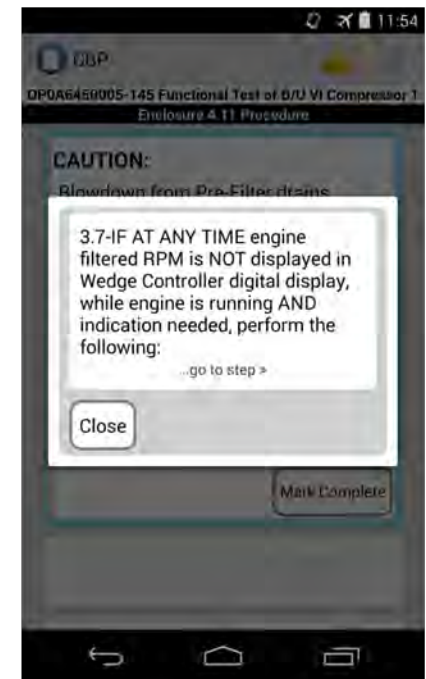 11:54
CBP
OP0A6459005-145 Functional Test of B/U VI Compressor 1
Enclosure 4.11 Procedure
CAUTION:
Blowdown from Pre-Filter drains
3.7-IF AT ANY TIME engine
filtered RPM is NOT displayed in
Wedge Controller digital display,
while engine is running AND
indication needed, perform the
following:
...go to step >
Close
Mark Complete